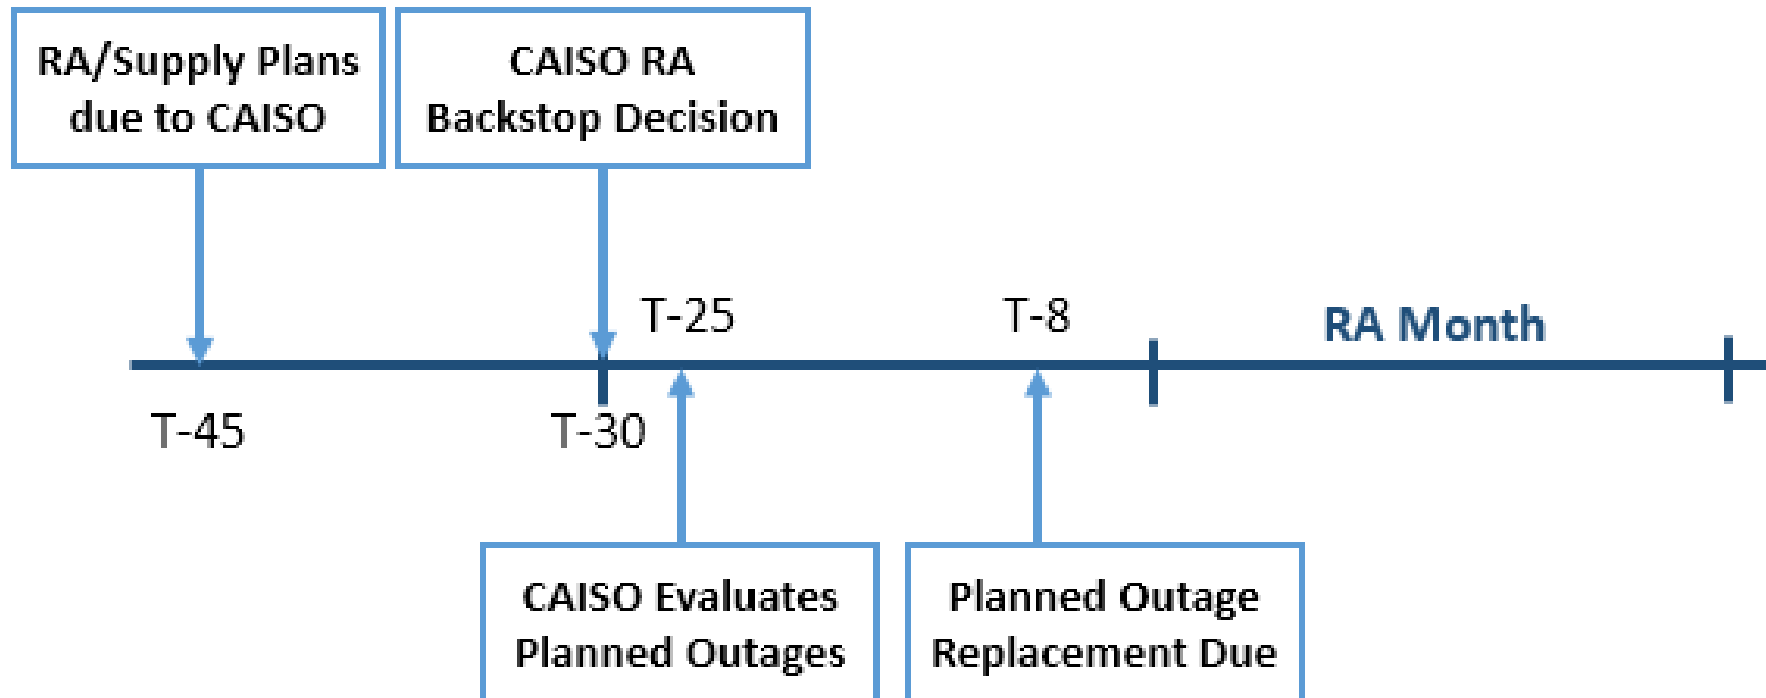 RA/Supply Plans
due to CAISO
CAISO RA
Backstop Decision
T-25
T-8
RA Month
T-45
T-30
CAISO Evaluates
Planned Outages
Planned Outage
Replacement Due